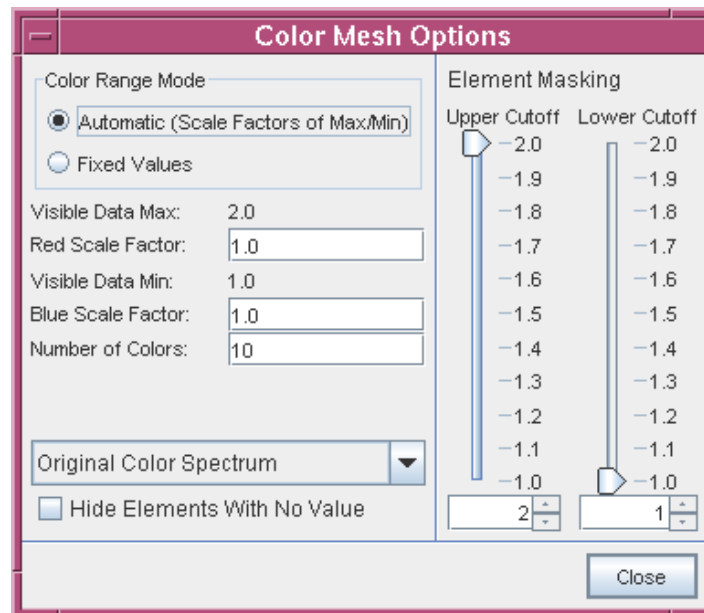 Color Mesh Options
Color Range Mode
Automatic (Scale Factors of Max/Min)
Fixed Values
Visible Data Max: 2.0
Red Scale Factor: 1.0
Visible Data Min: 1.0
Blue Scale Factor: 1.0
Number of Colors: 10
Original Color Spectrum
Hide Elements With No Value
Element Masking
Upper Cutoff Lower Cutoff
2.0 2.0
1.9 1.9
1.8 1.8
1.7 1.7
1.6 1.6
1.5 1.5
1.4 1.4
1.3 1.3
1.2 1.2
1.1 1.1
1.0 1.0
2 1
Close